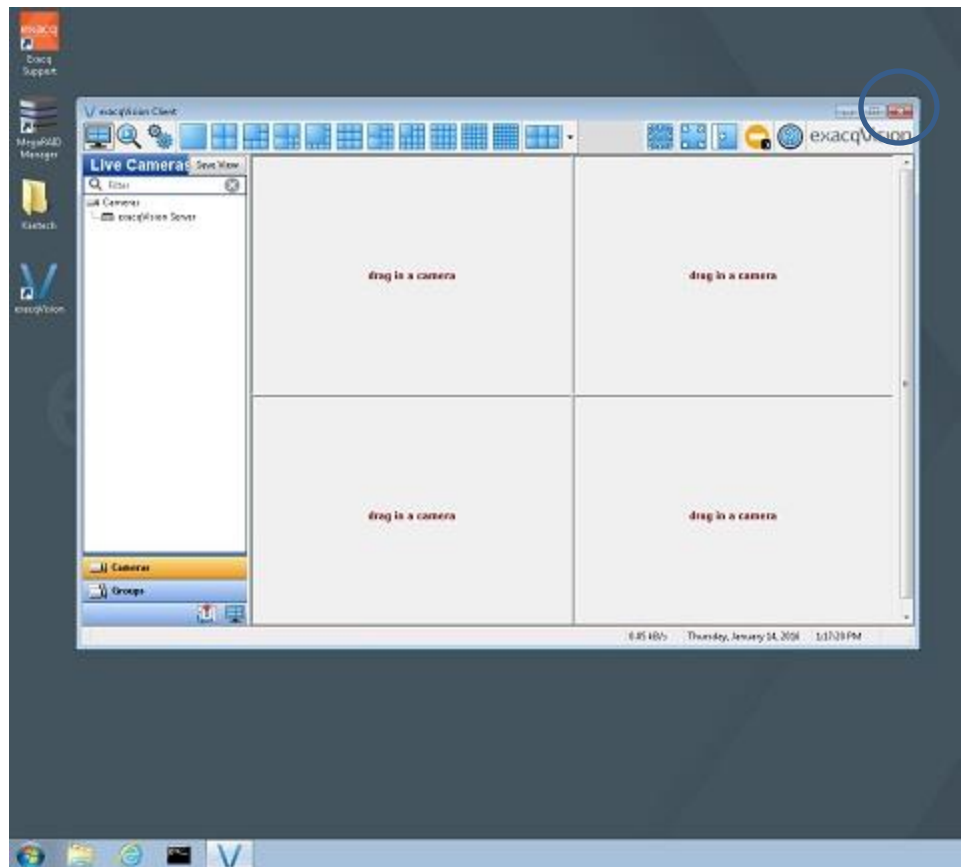 exacq
Exacq
Support
MegaRAID
Manager
exacqVision
exacqVision Client
exacqVision
Live Cameras
Save View
Filter
Cameras
exacqVision Server
drag in a camera
drag in a camera
drag in a camera
drag in a camera
Cameras
Groups
Thursday, January 14, 2016